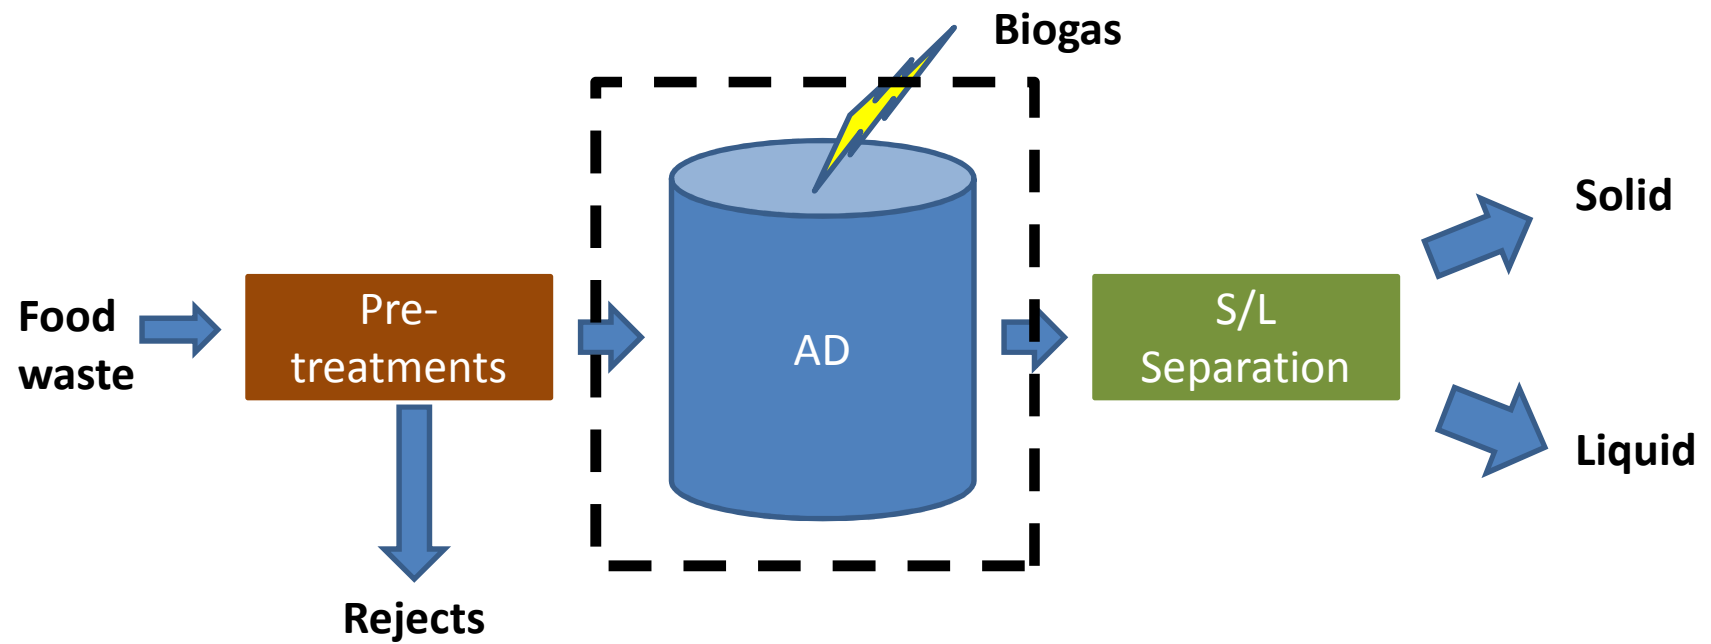 Biogas
Solid
Food
waste
Pre-
treatments
AD
S/L
Separation
Liquid
Rejects